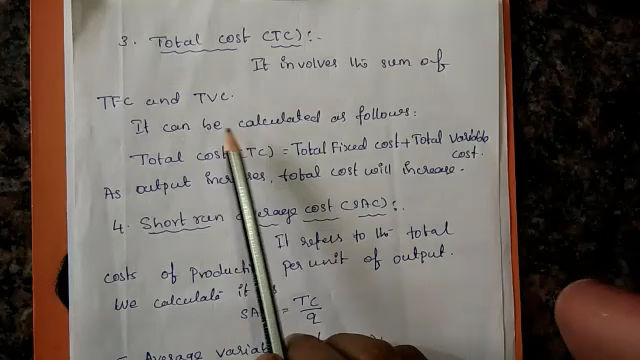 3. Total cost (TC):-
It involves the sum of
TFC and TVC.
It can be calculated as follows:
Total cost (TC) = Total Fixed cost + Total variable
cost.
As output increases, total cost will increase.
4. Short run average cost (SAC):-
It refers to the total
costs of production per unit of output.
We calculate it as
SAC = TC/q
Average